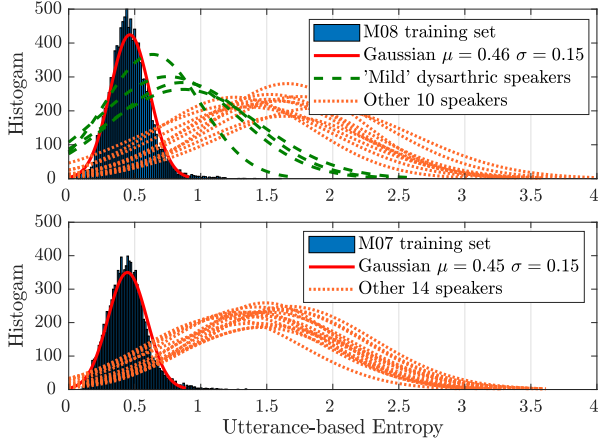 500
400
300
200
100
0
Histogam
M08 training set
Gaussian μ = 0.46 σ = 0.15
'Mild' dysarthric speakers
Other 10 speakers
0 0.5 1 1.5 2 2.5 3 3.5 4
500
400
300
200
100
0
Histogam
M07 training set
Gaussian μ = 0.45 σ = 0.15
Other 14 speakers
0 0.5 1 1.5 2 2.5 3 3.5 4
Utterance-based Entropy